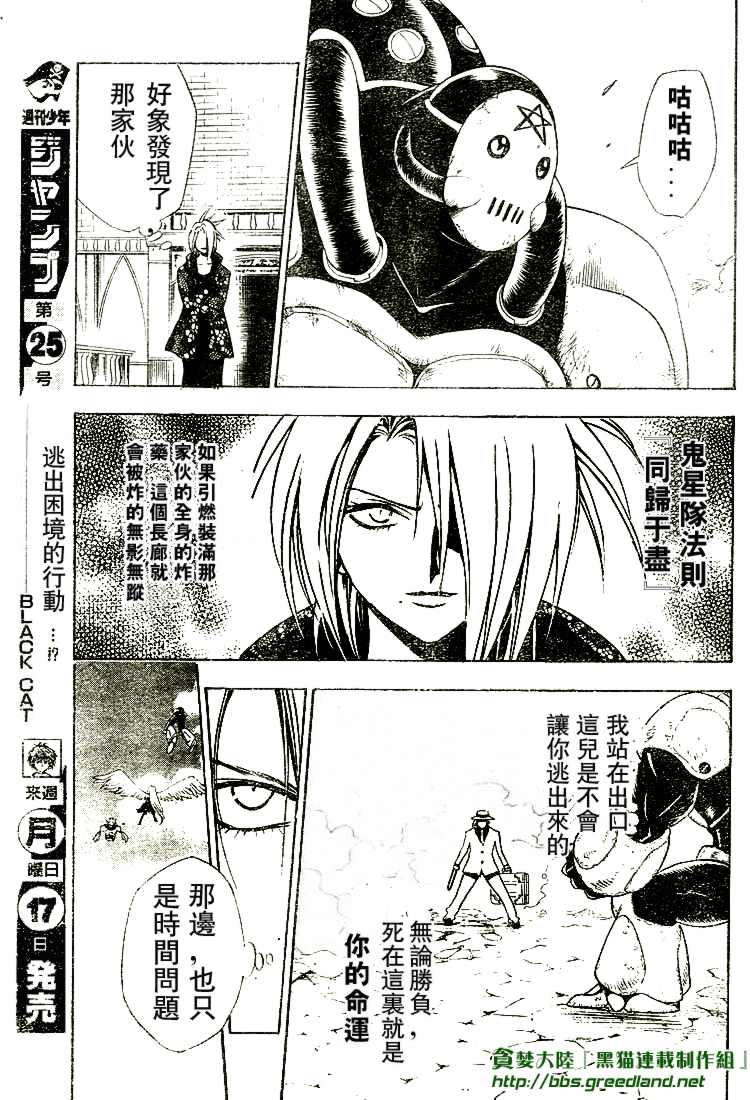 咕咕咕
...
好象發現了
那家伙
鬼星隊法則
『同歸于盡』
如果引燃裝滿那
家伙的全身的炸
藥,這個長廊就
會被炸的無影無蹤
我站在出口
這兒是不會
讓你逃出來的
無論勝負,
死在這裏就是
你的命運
那邊,也只
是時間問題
週刊少年
ジャンプ
第
25
号
逃出困境的行動
…!?
BLACK CAT
来週
月
曜日
17
日
発売
貪婪大陸『黑猫連載制作組』
http://bbs.greedland.net